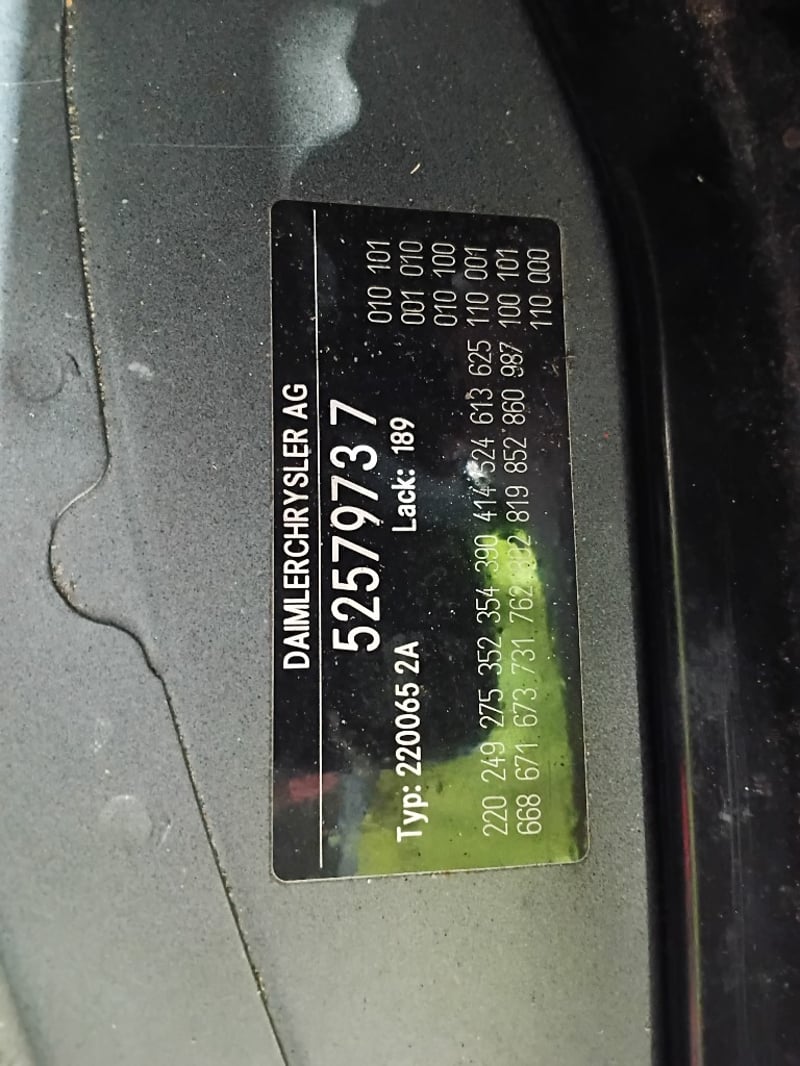 DAIMLERCHRYSLER AG
52579737 010 101
Typ: 220065 2A Lack: 189 001 010
010 100
220 249 275 352 354 390 414 524 613 625 110 001
668 671 673 731 762 819 852 860 987 100 101
110 000